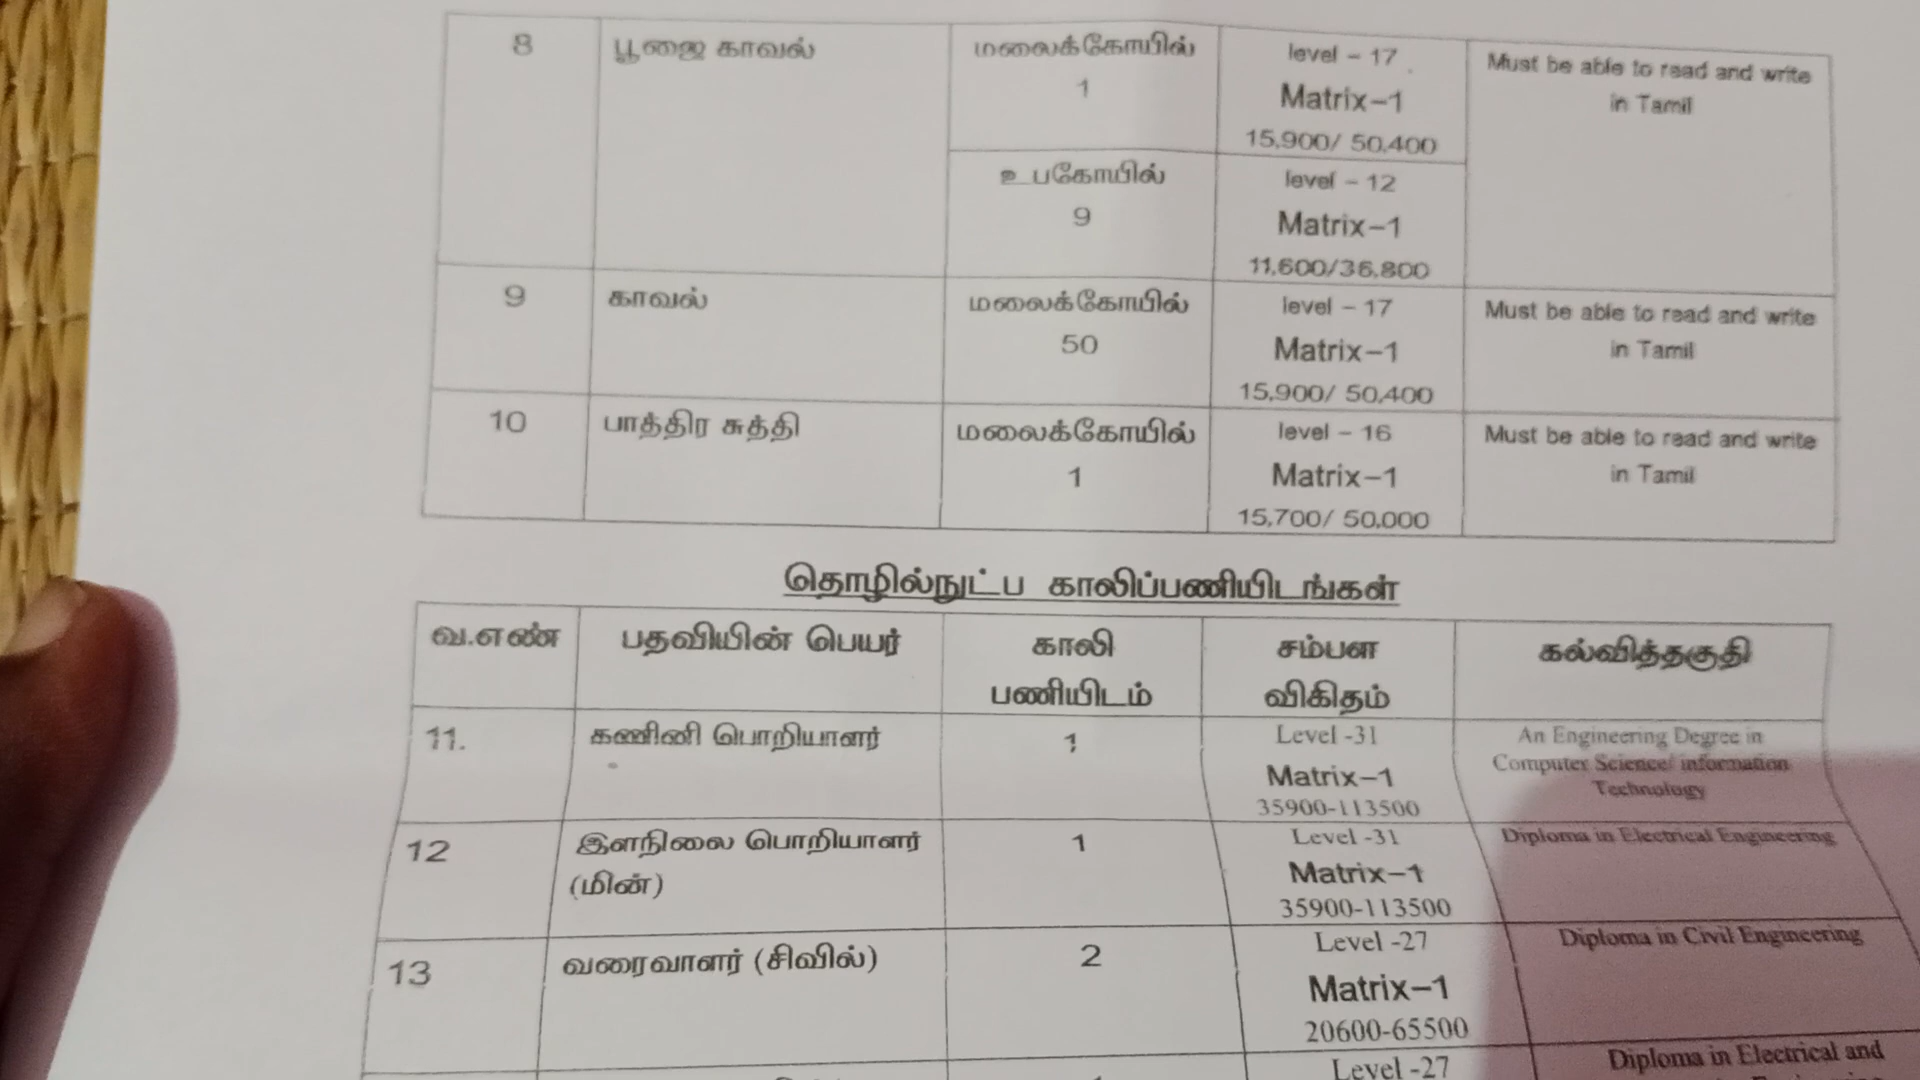 8 பூஜை காவல் மலைக்கோயில் level – 17 Must be able to read and write
1 Matrix–1 in Tamil
15,900/ 50,400
உபகோயில் level – 12
9 Matrix–1
11,600/36,800
9 காவல் மலைக்கோயில் level – 17 Must be able to read and write
50 Matrix–1 in Tamil
15,900/ 50,400
10 பாத்திர சுத்தி மலைக்கோயில் level – 16 Must be able to read and write
1 Matrix–1 in Tamil
15,700/ 50,000
தொழில்நுட்ப காலிப்பணியிடங்கள்
வ.எண் பதவியின் பெயர் காலி சம்பள கல்வித்தகுதி
பணியிடம் விகிதம்
11. கணினி பொறியாளர் 1 Level -31 An Engineering Degree in
Matrix–1 Computer Science/ information
35900-113500 Technology
12 இளநிலை பொறியாளர் 1 Level -31 Diploma in Electrical Engineering
(மின்) Matrix–1
35900-113500
13 வரைவாளர் (சிவில்) 2 Level -27 Diploma in Civil Engineering
Matrix–1
20600-65500
Level -27 Diploma in Electrical and